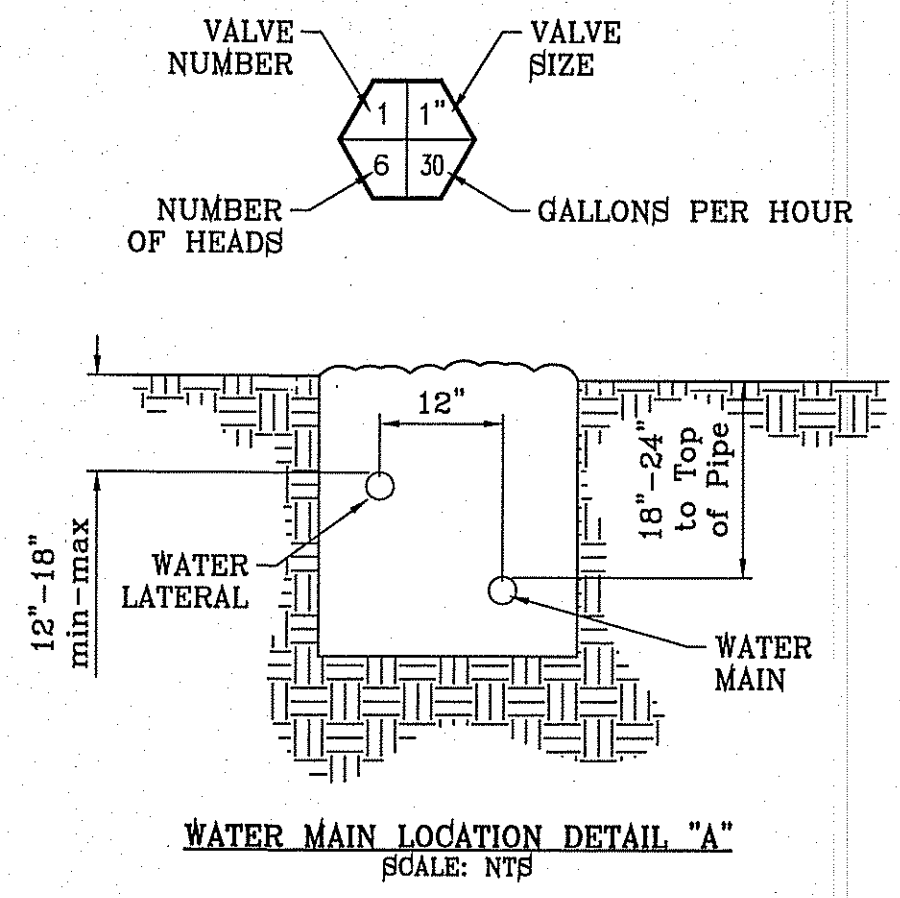 VALVE
NUMBER
VALVE
SIZE
1
1"
6
30
NUMBER
OF HEADS
GALLONS PER HOUR
12"
12"-18"
min-max
18"-24"
to Top
of Pipe
WATER
LATERAL
WATER
MAIN
WATER MAIN LOCATION DETAIL "A"
SCALE: NTS